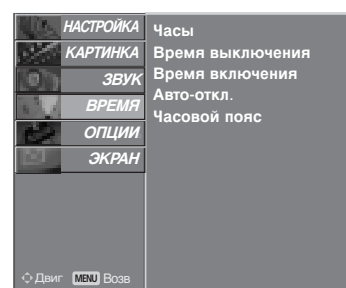 НАСТРОЙКА
КАРТИНКА
ЗВУК
ВРЕМЯ
ОПЦИИ
ЭКРАН
Часы
Время выключения
Время включения
Авто-откл.
Часовой пояс
Двиг MENU Возв